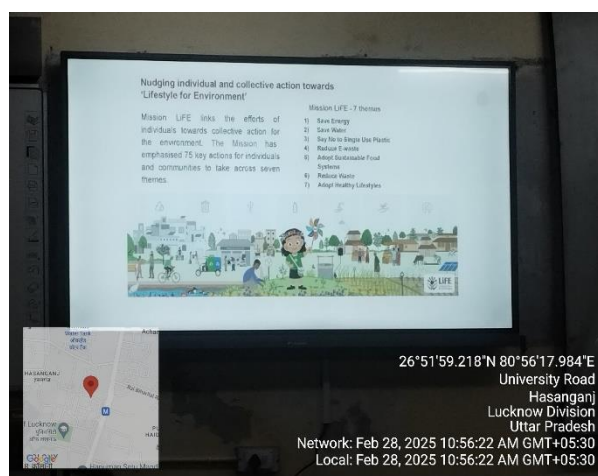 Nudging individual and collective action towards
'Lifestyle for Environment'
Mission LiFE links the efforts of
individuals towards collective action for
the environment. The Mission has
emphasised 75 key actions for individuals
and communities to take across seven
themes.
Mission LiFE - 7 themes
1) Save Energy
2) Save Water
3) Say No to Single Use Plastic
4) Reduce E-waste
5) Adopt Sustainable Food
Systems
6) Reduce Waste
7) Adopt Healthy Lifestyles
LiFE
HASANGANJ
M
Lucknow
Google
Hanuman Setu Mandir
26°51'59.218"N 80°56'17.984"E
University Road
Hasanganj
Lucknow Division
Uttar Pradesh
Network: Feb 28, 2025 10:56:22 AM GMT+05:30
Local: Feb 28, 2025 10:56:22 AM GMT+05:30